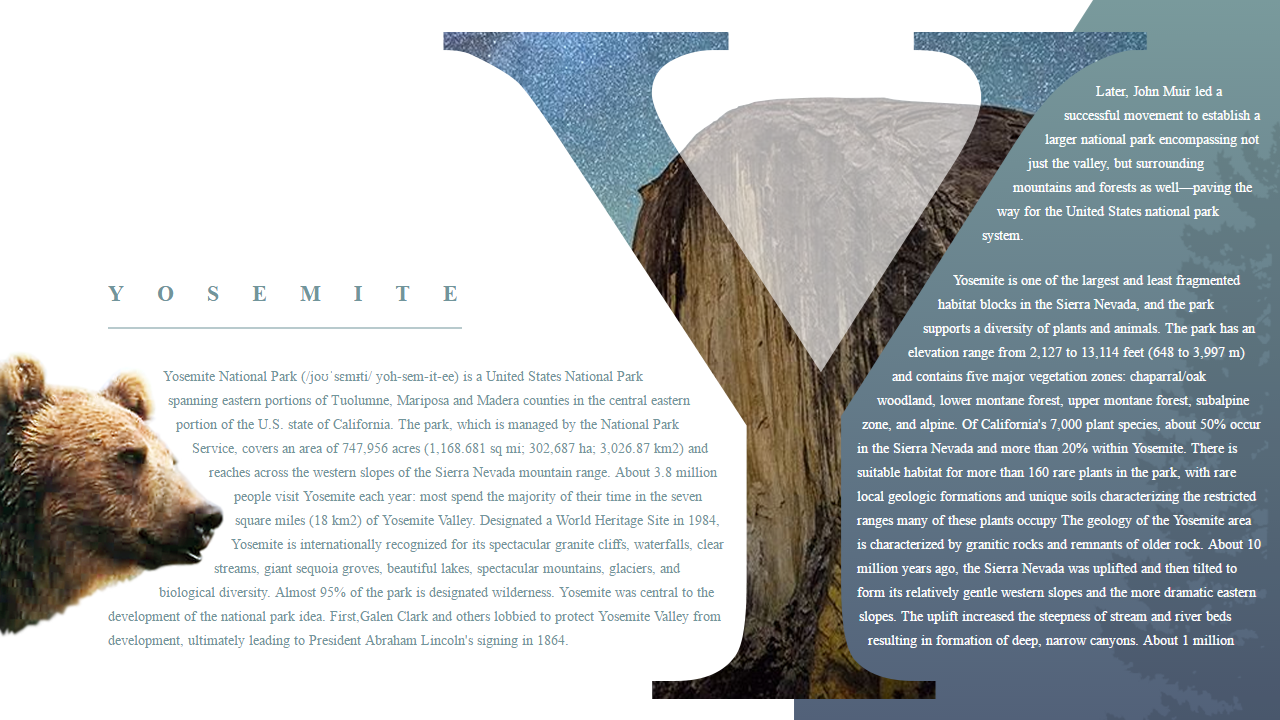 Y
YOSEMITE
Yosemite National Park (/joʊˈsɛmɪti/ yoh-sem-it-ee) is a United States National Park
spanning eastern portions of Tuolumne, Mariposa and Madera counties in the central eastern
portion of the U.S. state of California. The park, which is managed by the National Park
Service, covers an area of 747,956 acres (1,168.681 sq mi; 302,687 ha; 3,026.87 km2) and
reaches across the western slopes of the Sierra Nevada mountain range. About 3.8 million
people visit Yosemite each year: most spend the majority of their time in the seven
square miles (18 km2) of Yosemite Valley. Designated a World Heritage Site in 1984,
Yosemite is internationally recognized for its spectacular granite cliffs, waterfalls, clear
streams, giant sequoia groves, beautiful lakes, spectacular mountains, glaciers, and
biological diversity. Almost 95% of the park is designated wilderness. Yosemite was central to the
development of the national park idea. First,Galen Clark and others lobbied to protect Yosemite Valley from
development, ultimately leading to President Abraham Lincoln's signing in 1864.
Later, John Muir led a
successful movement to establish a
larger national park encompassing not
just the valley, but surrounding
mountains and forests as well—paving the
way for the United States national park
system.
Yosemite is one of the largest and least fragmented
habitat blocks in the Sierra Nevada, and the park
supports a diversity of plants and animals. The park has an
elevation range from 2,127 to 13,114 feet (648 to 3,997 m)
and contains five major vegetation zones: chaparral/oak
woodland, lower montane forest, upper montane forest, subalpine
zone, and alpine. Of California's 7,000 plant species, about 50% occur
in the Sierra Nevada and more than 20% within Yosemite. There is
suitable habitat for more than 160 rare plants in the park, with rare
local geologic formations and unique soils characterizing the restricted
ranges many of these plants occupy The geology of the Yosemite area
is characterized by granitic rocks and remnants of older rock. About 10
million years ago, the Sierra Nevada was uplifted and then tilted to
form its relatively gentle western slopes and the more dramatic eastern
slopes. The uplift increased the steepness of stream and river beds
resulting in formation of deep, narrow canyons. About 1 million